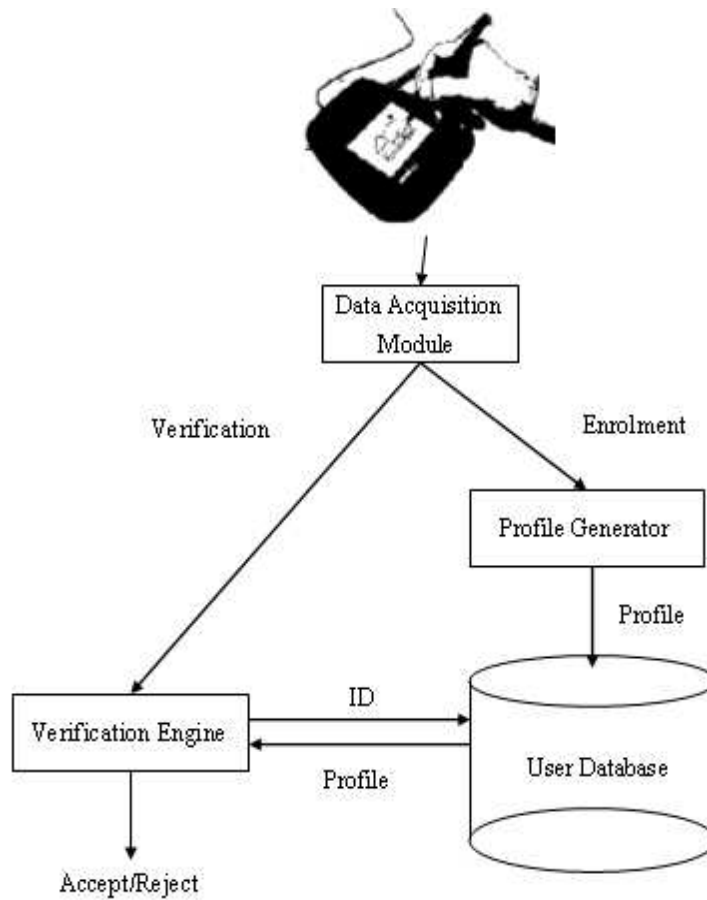 Data Acquisition
Module
Verification
Enrolment
Profile Generator
Profile
ID
Verification Engine
User Database
Profile
Accept/Reject